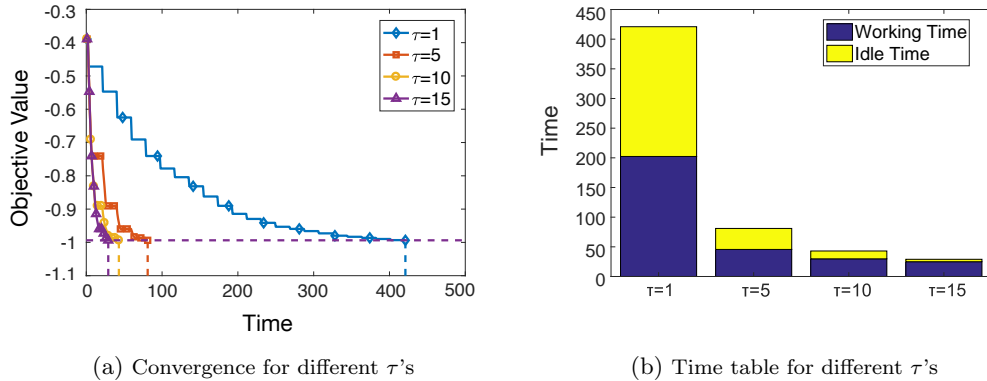 -0.3
-0.4
-0.5
-0.6
-0.7
-0.8
-0.9
-1
-1.1
Objective Value
0 100 200 300 400 500
Time
τ=1
τ=5
τ=10
τ=15
(a) Convergence for different τ's
450
400
350
300
250
200
150
100
50
0
Time
Working Time
Idle Time
τ=1 τ=5 τ=10 τ=15
(b) Time table for different τ's